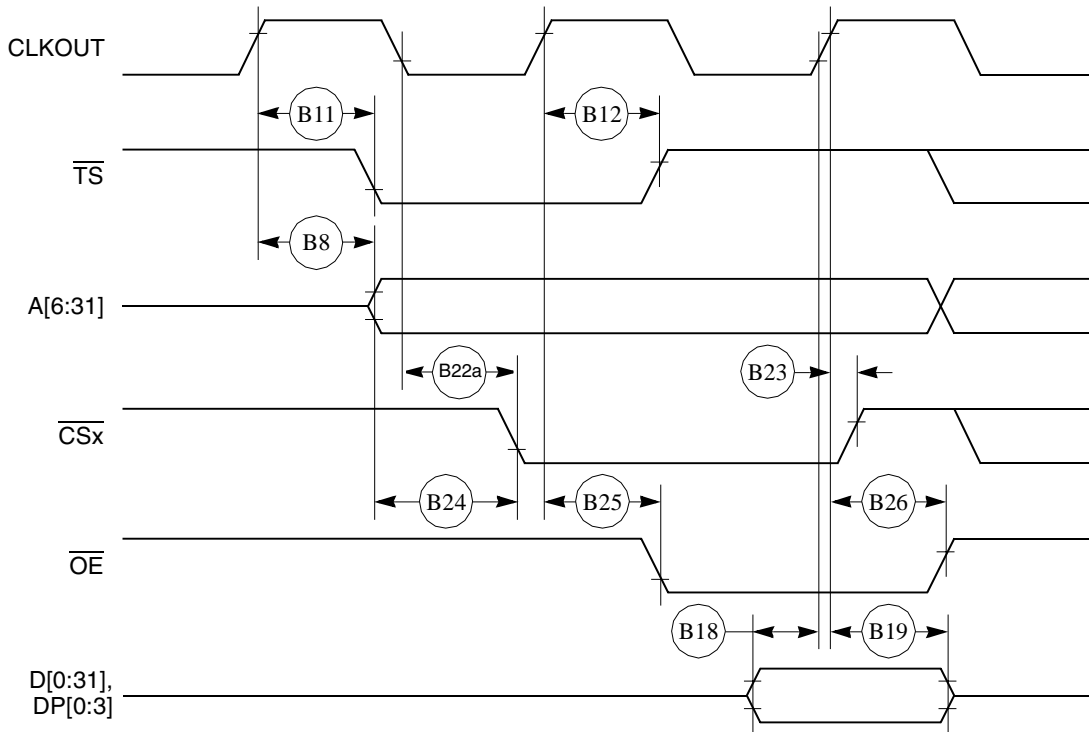 CLKOUT
B11
B12
TS
B8
A[6:31]
B22a
B23
CSx
B24
B25
B26
OE
B18
B19
D[0:31],
DP[0:3]